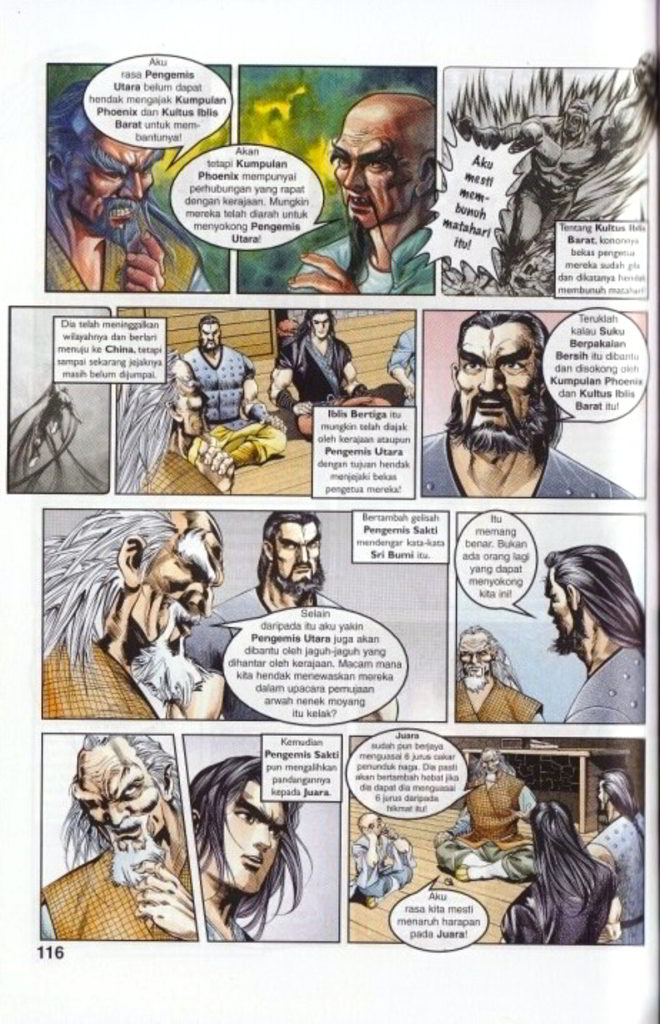 Aku
rasa Pengemis
Utara belum dapat
hendak mengajak Kumpulan
Phoenix dan Kultus Iblis
Barat untuk mem-
bantunya!
Akan
tetapi Kumpulan
Phoenix mempunyai
perhubungan yang rapat
dengan kerajaan. Mungkin
mereka telah diarah untuk
menyokong Pengemis
Utara!
Aku
mesti
mem-
bunuh
matahari
itu!
Tentang Kultus Iblis
Barat, kononnya
bekas pengetua
mereka sudah gila
dan dikatanya hendak
membunuh matahari.
Dia telah meninggalkan
wilayahnya dan berlari
menuju ke China, tetapi
sampai sekarang jejaknya
masih belum dijumpai.
Iblis Bertiga itu
mungkin telah diajak
oleh kerajaan ataupun
Pengemis Utara
dengan tujuan hendak
menjejaki bekas
pengetua mereka!
Teruklah
kalau Suku
Berpakaian
Bersih itu dibantu
dan disokong oleh
Kumpulan Phoenix
dan Kultus Iblis
Barat itu!
Bertambah gelisah
Pengemis Sakti
mendengar kata-kata
Sri Bumi itu.
Selain
daripada itu aku yakin
Pengemis Utara juga akan
dibantu oleh jaguh-jaguh yang
dihantar oleh kerajaan. Macam mana
kita hendak menewaskan mereka
dalam upacara pemujaan
arwah nenek moyang
itu kelak?
Itu
memang
benar. Bukan
ada orang lagi
yang dapat
menyokong
kita ini!
Kemudian
Pengemis Sakti
pun mengalihkan
pandangannya
kepada Juara.
Juara
sudah pun berjaya
menguasai 6 jurus cakar
penunduk naga. Dia pasti
akan bertambah hebat jika
dia dapat menguasai
6 jurus daripada
hikmat itu!
Aku
rasa kita mesti
menaruh harapan
pada Juara!
116